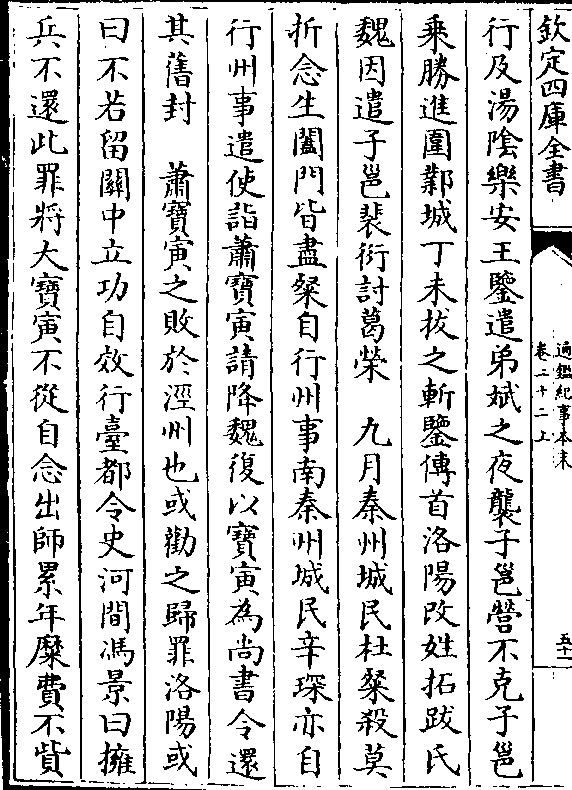 欽定四庫全書
通鑑紀事本末
卷二十二上
五十一
行及湯隂樂安王鑒遣弟斌之夜襲子邕營不克子邕
乘勝進圍鄴城丁未拔之斬鑒傳首洛陽改姓拓跋氏
魏因遣子邕裴衍討葛榮　九月秦州城民杜粲殺莫
折念生闔門皆盡粲自行州事南秦州城民辛琛亦自
行州事遣使詣蕭寶寅請降魏復以寶寅為尚書令還
其舊封　蕭寶寅之敗於涇州也或勸之歸罪洛陽或
曰不若留關中立功自效行臺都令史河間馮景曰擁
兵不還此罪將大寶寅不從自念出師累年糜費不貲